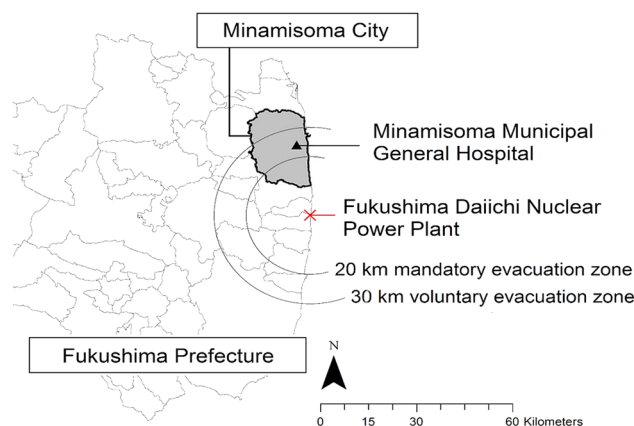 Minamisoma City
Minamisoma Municipal
General Hospital
Fukushima Daiichi Nuclear
Power Plant
20 km mandatory evacuation zone
30 km voluntary evacuation zone
Fukushima Prefecture
N
0 15 30 60 Kilometers